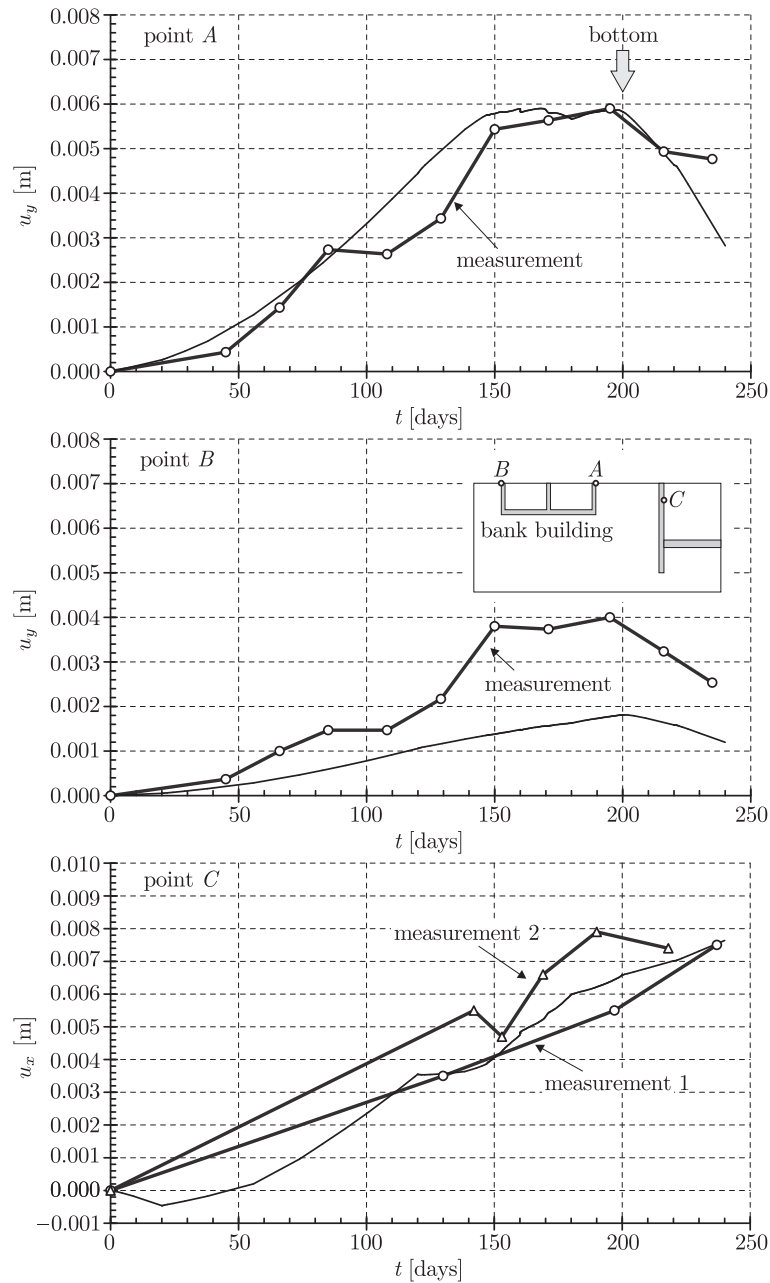 point A
bottom
0.008
0.007
0.006
0.005
0.004
0.003
0.002
0.001
0.000
u_y [m]
measurement
0 50 100 150 200 250
t [days]
point B
0.008
0.007
0.006
0.005
0.004
0.003
0.002
0.001
0.000
u_y [m]
B A
C
bank building
measurement
0 50 100 150 200 250
t [days]
point C
0.010
0.009
0.008
0.007
0.006
0.005
0.004
0.003
0.002
0.001
0.000
−0.001
u_x [m]
measurement 2
measurement 1
0 50 100 150 200 250
t [days]